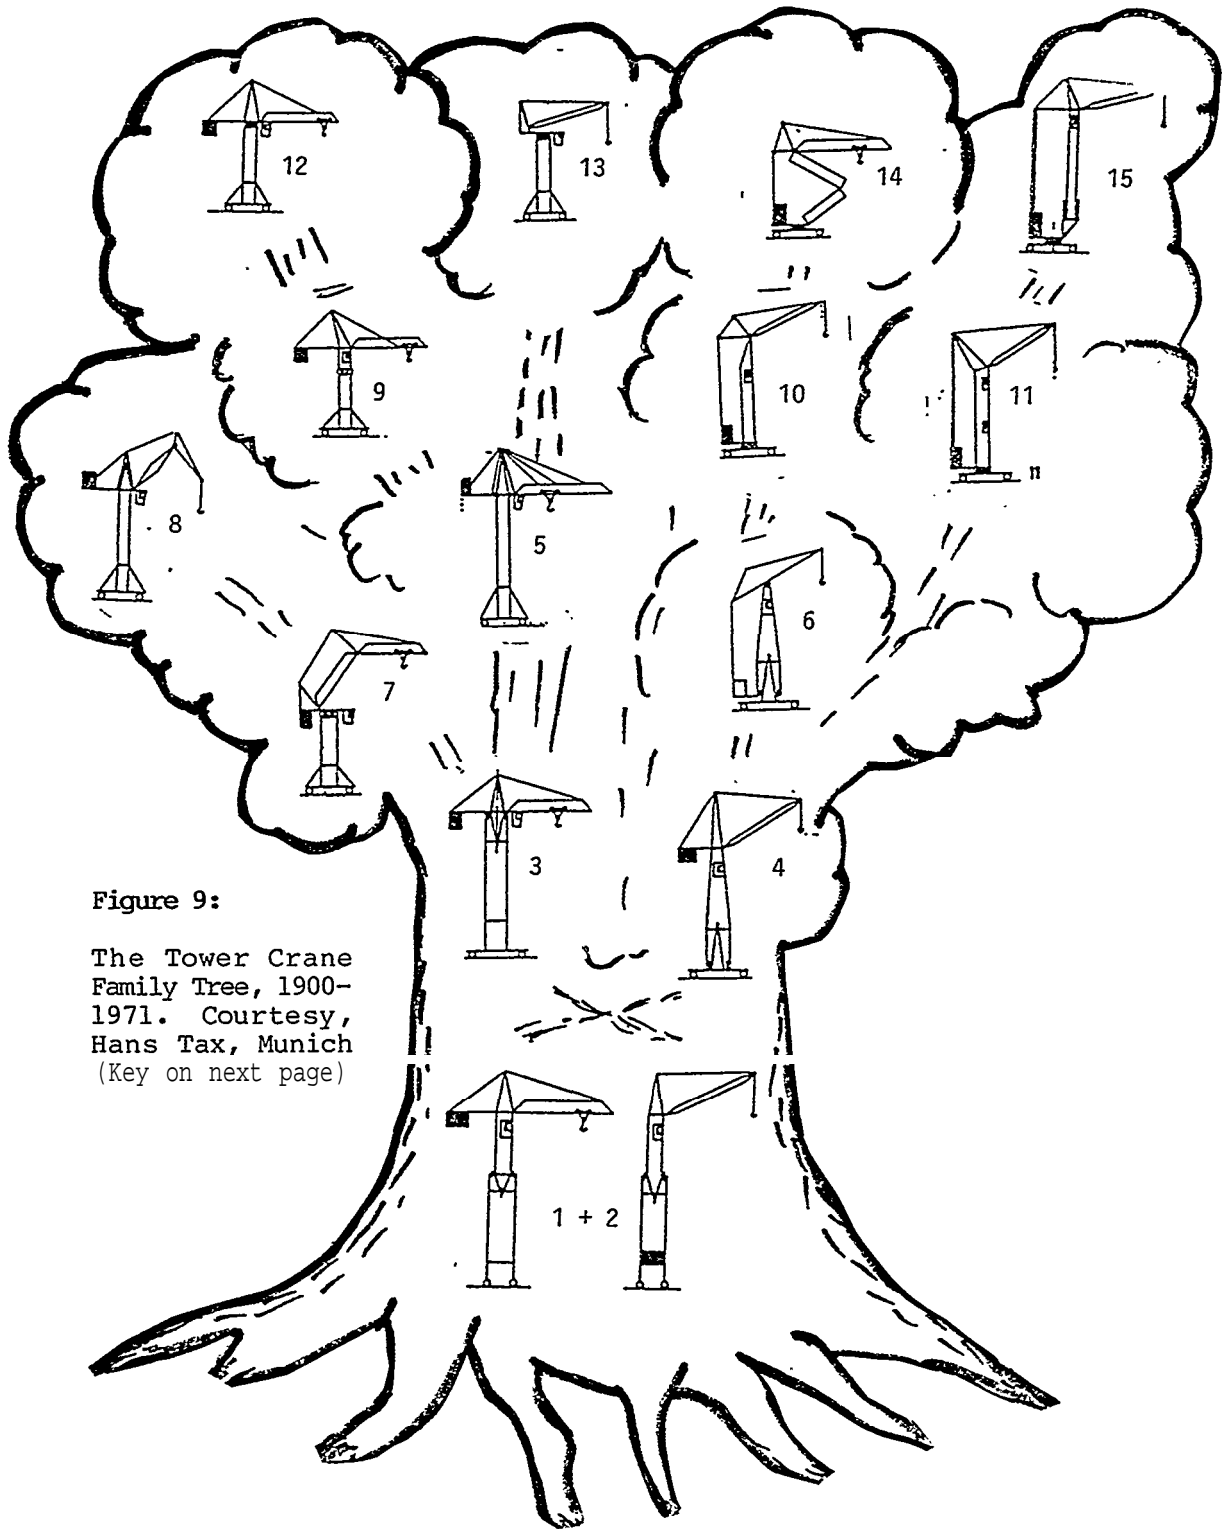 12
13
14
15
9
10
11
8
5
6
7
3
4
Figure 9:
The Tower Crane
Family Tree, 1900-
1971. Courtesy,
Hans Tax, Munich
(Key on next page)
1 + 2